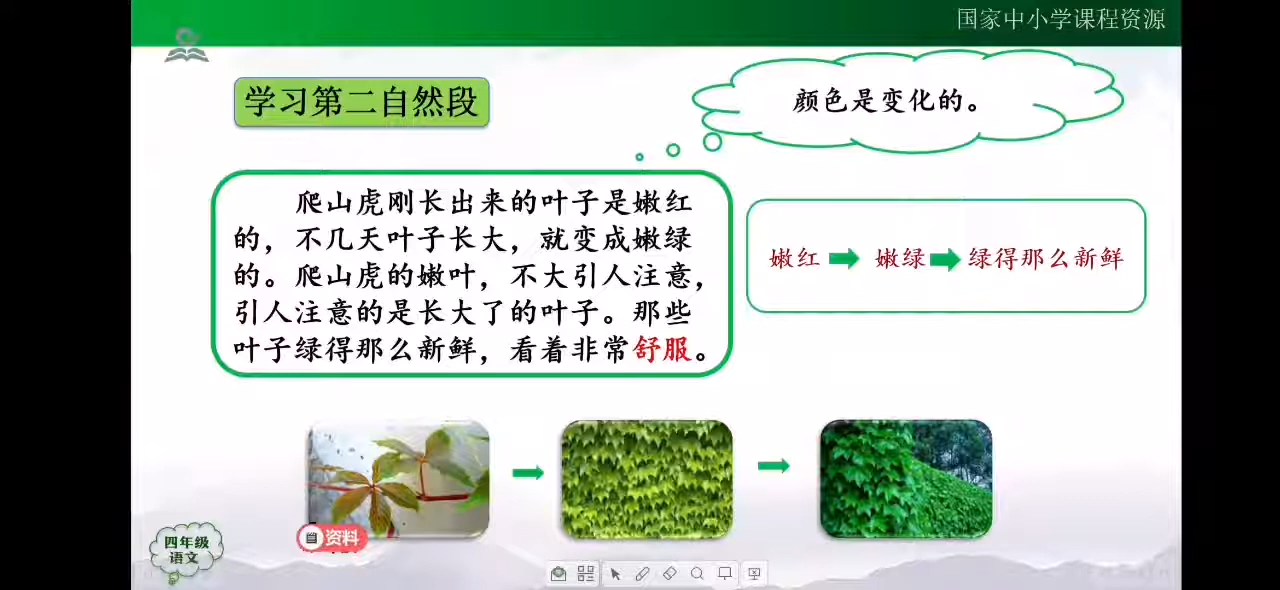 国家中小学课程资源
学习第二自然段
颜色是变化的。
爬山虎刚长出来的叶子是嫩红
的，不几天叶子长大，就变成嫩绿
的。爬山虎的嫩叶，不大引人注意，
引人注意的是长大了的叶子。那些
叶子绿得那么新鲜，看着非常舒服。
嫩红 嫩绿 绿得那么新鲜
资料
四年级
语文